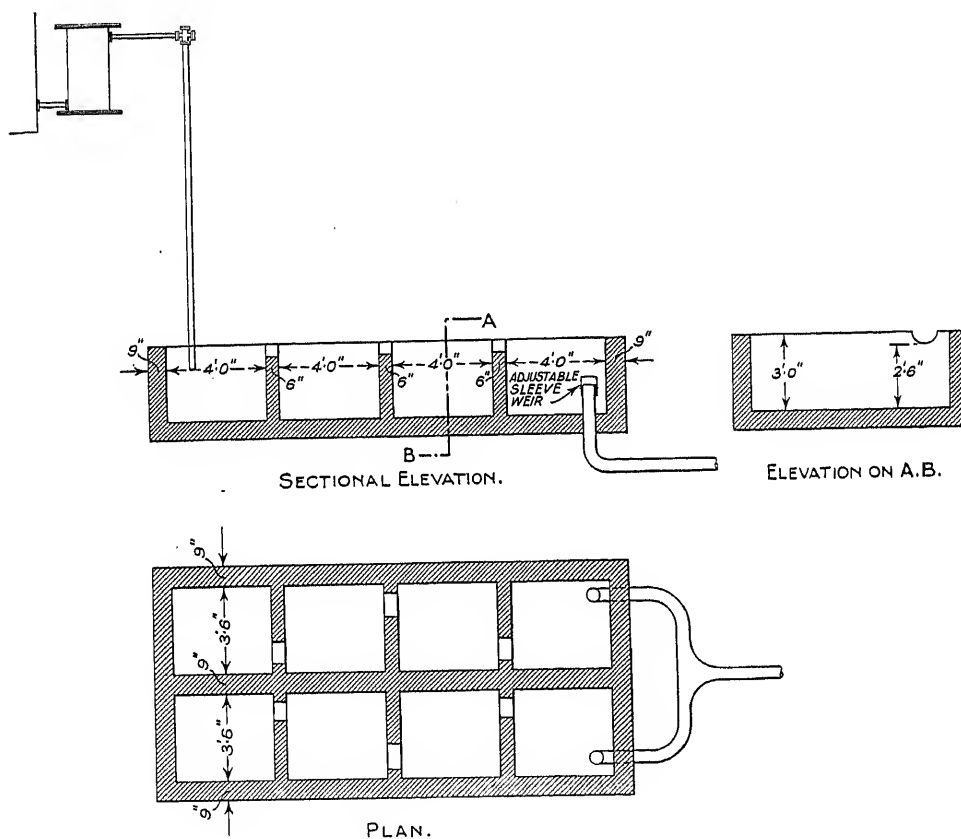 A
9"
4'0"
4'0"
4'0"
4'0"
9"
6"
6"
6"
ADJUSTABLE
SLEEVE
WEIR
B
SECTIONAL ELEVATION.
3'0"
2'6"
ELEVATION ON A.B.
9"
3'6"
9"
3'6"
9"
PLAN.